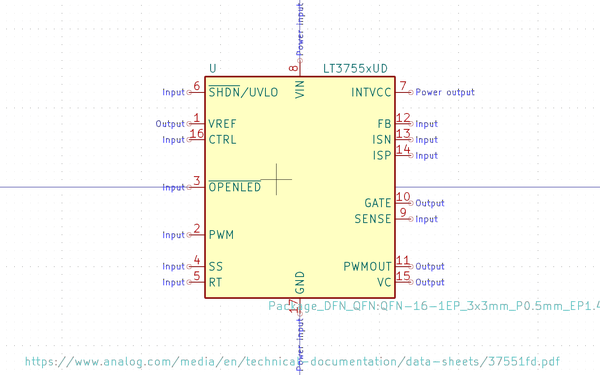 Power input
8
U
LT3755xUD
VIN
Input 6 SHDN/UVLO
INTVCC 7 Power output
Output 1 VREF
FB 12 Input
Input 16 CTRL
ISN 13 Input
ISP 14 Input
Input 3 OPENLED
GATE 10 Output
SENSE 9 Input
Input 2 PWM
Input 4 SS
PWMOUT 11 Output
Input 5 RT
VC 15 Output
GND
17
Package_DFN_QFN:QFN-16-1EP_3x3mm_P0.5mm_EP1.4
Power input
https://www.analog.com/media/en/technical-documentation/data-sheets/37551fd.pdf